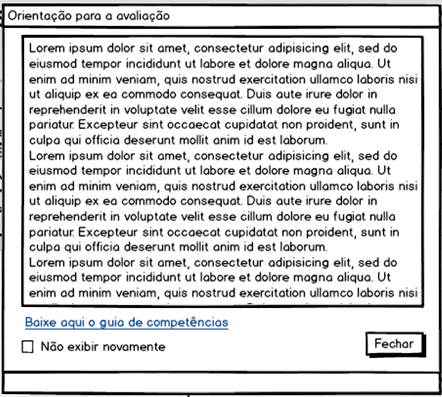 Orientação para a avaliação
Lorem ipsum dolor sit amet, consectetur adipisicing elit, sed do
eiusmod tempor incididunt ut labore et dolore magna aliqua. Ut
enim ad minim veniam, quis nostrud exercitation ullamco laboris nisi
ut aliquip ex ea commodo consequat. Duis aute irure dolor in
reprehenderit in voluptate velit esse cillum dolore eu fugiat nulla
pariatur. Excepteur sint occaecat cupidatat non proident, sunt in
culpa qui officia deserunt mollit anim id est laborum.
Lorem ipsum dolor sit amet, consectetur adipisicing elit, sed do
eiusmod tempor incididunt ut labore et dolore magna aliqua. Ut
enim ad minim veniam, quis nostrud exercitation ullamco laboris nisi
ut aliquip ex ea commodo consequat. Duis aute irure dolor in
reprehenderit in voluptate velit esse cillum dolore eu fugiat nulla
pariatur. Excepteur sint occaecat cupidatat non proident, sunt in
culpa qui officia deserunt mollit anim id est laborum.
Lorem ipsum dolor sit amet, consectetur adipisicing elit, sed do
eiusmod tempor incididunt ut labore et dolore magna aliqua. Ut
enim ad minim veniam, quis nostrud exercitation ullamco laboris nisi
Baixe aqui o guia de competências
Não exibir novamente
Fechar